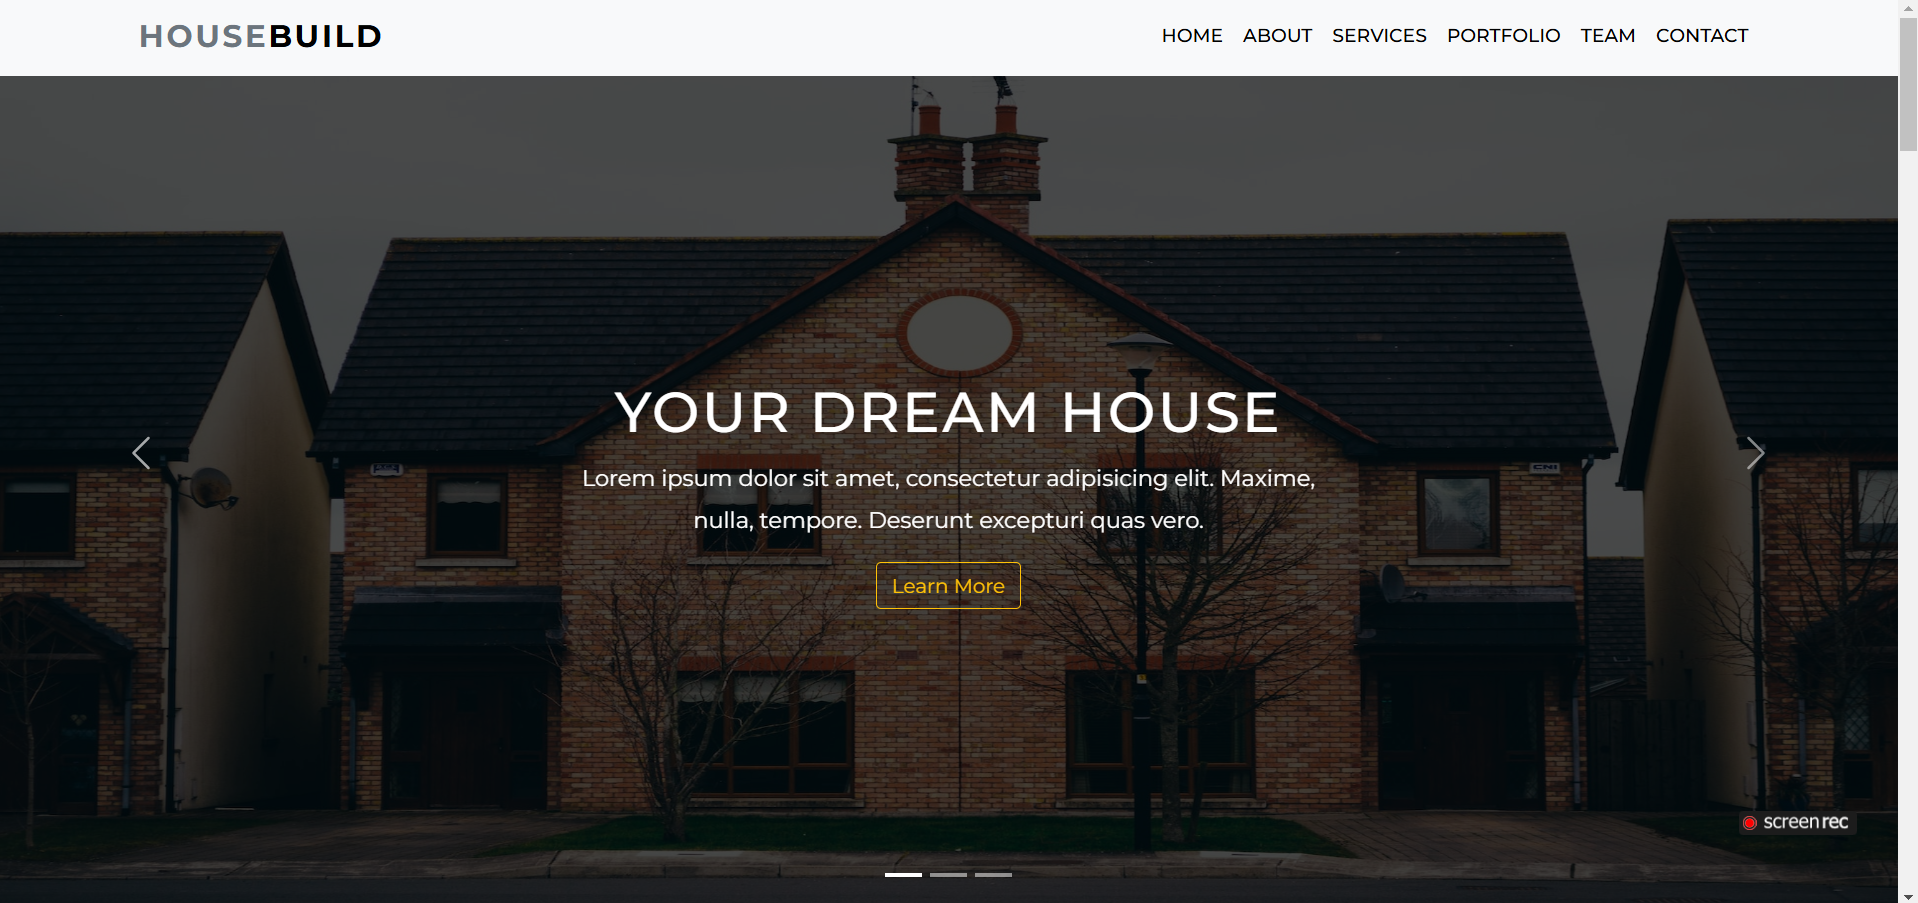 HOUSEBUILD
HOME ABOUT SERVICES PORTFOLIO TEAM CONTACT
YOUR DREAM HOUSE
Lorem ipsum dolor sit amet, consectetur adipisicing elit. Maxime,
nulla, tempore. Deserunt excepturi quas vero.
Learn More
CNI
screenrec